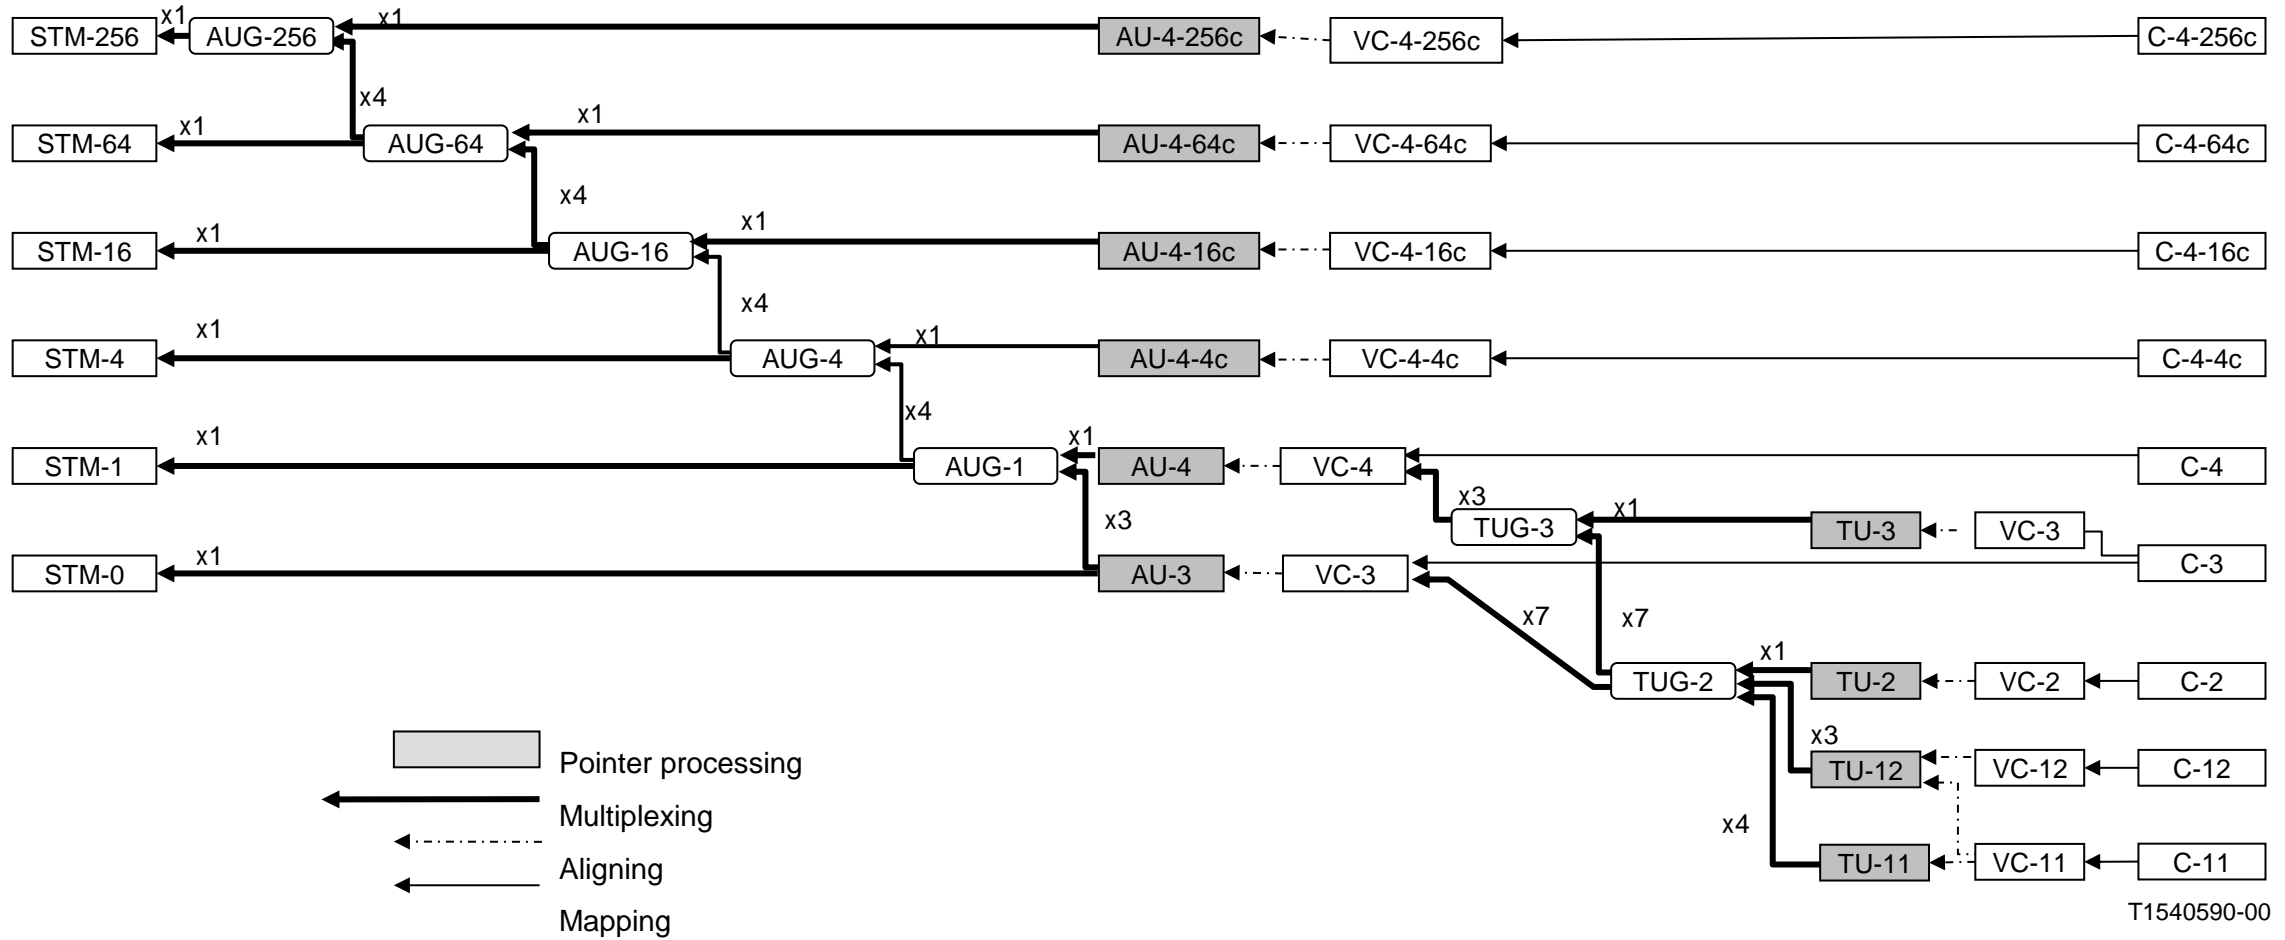 x1 x1
STM-256 AUG-256 AU-4-256c VC-4-256c C-4-256c
x4
x1 x1
STM-64 AUG-64 AU-4-64c VC-4-64c C-4-64c
x4
x1 x1
STM-16 AUG-16 AU-4-16c VC-4-16c C-4-16c
x4
x1 x1
STM-4 AUG-4 AU-4-4c VC-4-4c C-4-4c
x4
x1 x1
STM-1 AUG-1 AU-4 VC-4 C-4
x3 x1
x3 TUG-3 TU-3 VC-3
x1 C-3
STM-0 AU-3 VC-3
x7 x7
x1
TUG-2 TU-2 VC-2 C-2
x3
Pointer processing TU-12 VC-12 C-12
Multiplexing x4
Aligning TU-11 VC-11 C-11
Mapping T1540590-00